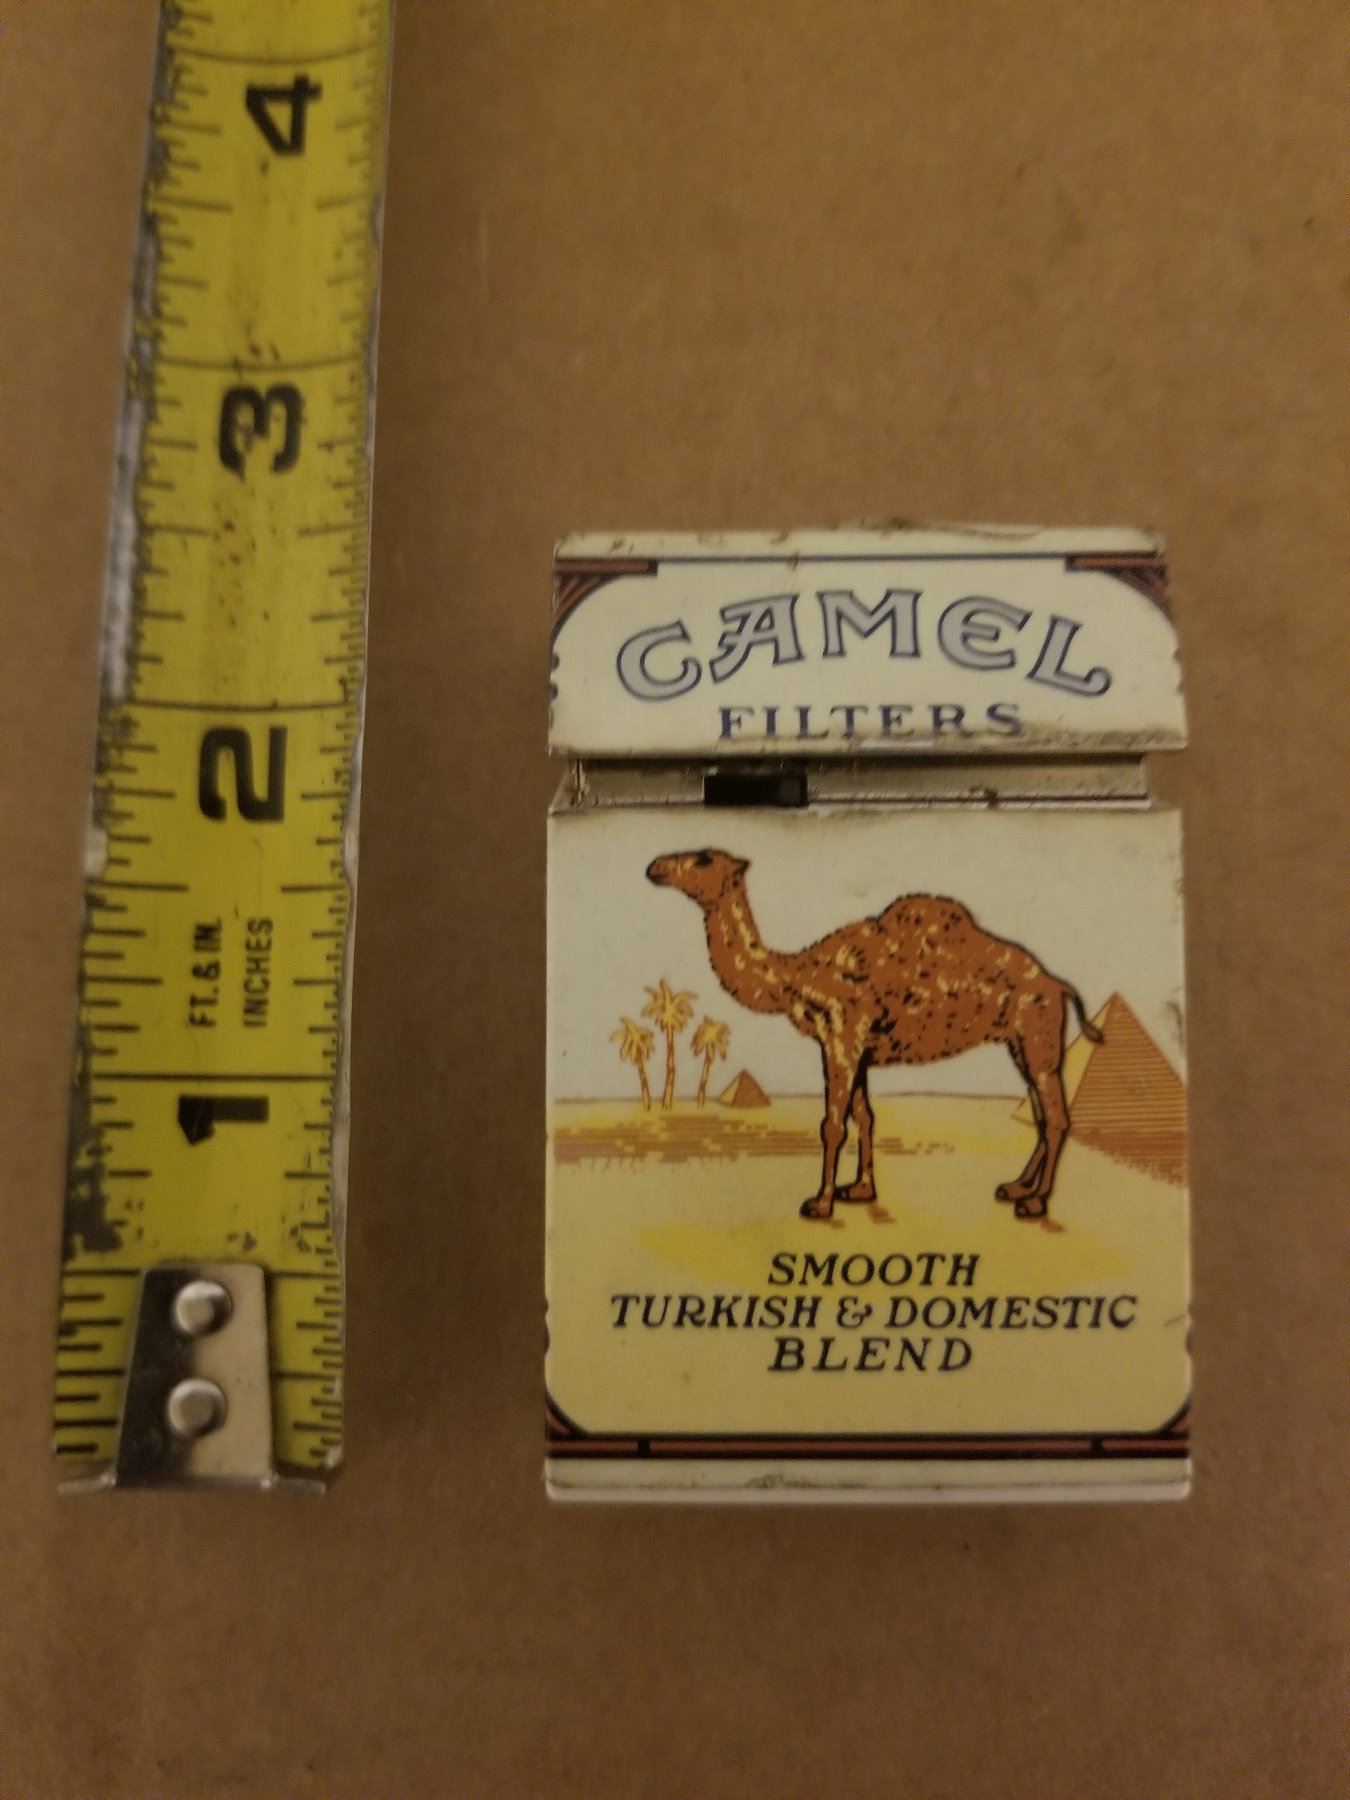 4
3
2
FT. & IN.
INCHES
1
CAMEL
FILTERS
SMOOTH
TURKISH & DOMESTIC
BLEND